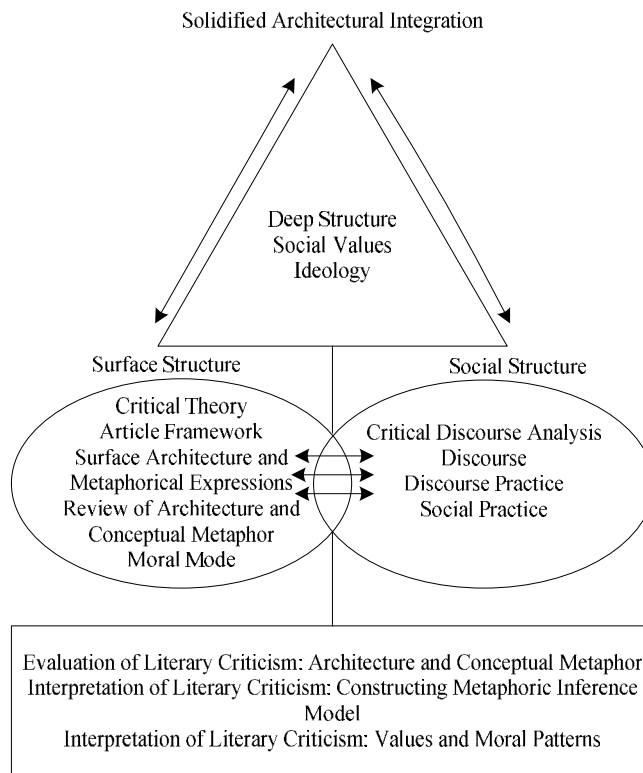 Solidified Architectural Integration
Deep Structure
Social Values
Ideology
Surface Structure
Critical Theory
Article Framework
Surface Architecture and
Metaphorical Expressions
Review of Architecture and
Conceptual Metaphor
Moral Mode
Social Structure
Critical Discourse Analysis
Discourse
Discourse Practice
Social Practice
Evaluation of Literary Criticism: Architecture and Conceptual Metaphor
Interpretation of Literary Criticism: Constructing Metaphoric Inference
Model
Interpretation of Literary Criticism: Values and Moral Patterns